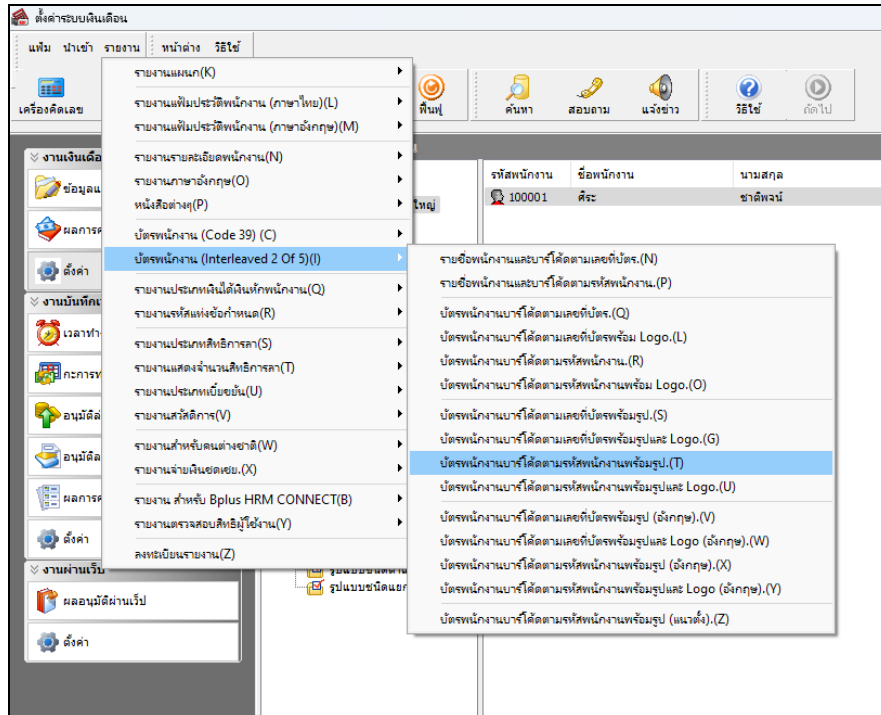 ตั้งค่าระบบเงินเดือน
แฟ้ม นำเข้า รายงาน หน้าต่าง วิธีใช้
เครื่องคิดเลข
ฟื้นฟู
ค้นหา
สอบถาม
แจ้งข่าว
วิธีใช้
ถัดไป
รายงานแผนก(K)
รายงานแฟ้มประวัติพนักงาน (ภาษาไทย)(L)
รายงานแฟ้มประวัติพนักงาน (ภาษาอังกฤษ)(M)
รายงานรายละเอียดพนักงาน(N)
รายงานภาษาอังกฤษ(O)
หนังสือต่างๆ(P)
บัตรพนักงาน (Code 39) (C)
บัตรพนักงาน (Interleaved 2 Of 5)(I)
รายงานประเภทเงินได้เงินหักพนักงาน(Q)
รายงานรหัสแห่งข้อกำหนด(R)
รายงานประเภทสิทธิการลา(S)
รายงานแสดงจำนวนสิทธิการลา(T)
รายงานประเภทเบี้ยขยัน(U)
รายงานสวัสดิการ(V)
รายงานสำหรับคนต่างชาติ(W)
รายงานจ่ายเงินชดเชย.(X)
รายงาน สำหรับ Bplus HRM CONNECT(B)
รายงานตรวจสอบสิทธิผู้ใช้งาน(Y)
ลงทะเบียนรายงาน(Z)
งานเงินเดือ
ข้อมูลแ
ผลการค
ตั้งค่า
งานบันทึกเ
เวลาทำ
กะการท
อนุมัติล
ผลการค
ตั้งค่า
งานผ่านเว็บ
ผลอนุมัติผ่านเว็บ
ตั้งค่า
ใหญ่
รหัสพนักงาน ชื่อพนักงาน นามสกุล
100001 ศิระ ชาติพจน์
รายชื่อพนักงานและบาร์โค้ดตามเลขที่บัตร.(N)
รายชื่อพนักงานและบาร์โค้ดตามรหัสพนักงาน.(P)
บัตรพนักงานบาร์โค้ดตามเลขที่บัตร.(Q)
บัตรพนักงานบาร์โค้ดตามเลขที่บัตรพร้อม Logo.(L)
บัตรพนักงานบาร์โค้ดตามรหัสพนักงาน.(R)
บัตรพนักงานบาร์โค้ดตามรหัสพนักงานพร้อม Logo.(O)
บัตรพนักงานบาร์โค้ดตามเลขที่บัตรพร้อมรูป.(S)
บัตรพนักงานบาร์โค้ดตามเลขที่บัตรพร้อมรูปและ Logo.(G)
บัตรพนักงานบาร์โค้ดตามรหัสพนักงานพร้อมรูป.(T)
บัตรพนักงานบาร์โค้ดตามรหัสพนักงานพร้อมรูปและ Logo.(U)
บัตรพนักงานบาร์โค้ดตามเลขที่บัตรพร้อมรูป (อังกฤษ).(V)
บัตรพนักงานบาร์โค้ดตามเลขที่บัตรพร้อมรูปและ Logo (อังกฤษ).(W)
บัตรพนักงานบาร์โค้ดตามรหัสพนักงานพร้อมรูป (อังกฤษ).(X)
บัตรพนักงานบาร์โค้ดตามรหัสพนักงานพร้อมรูปและ Logo (อังกฤษ).(Y)
บัตรพนักงานบาร์โค้ดตามรหัสพนักงานพร้อมรูป (แนวตั้ง).(Z)
รูปแบบชนิดแยก